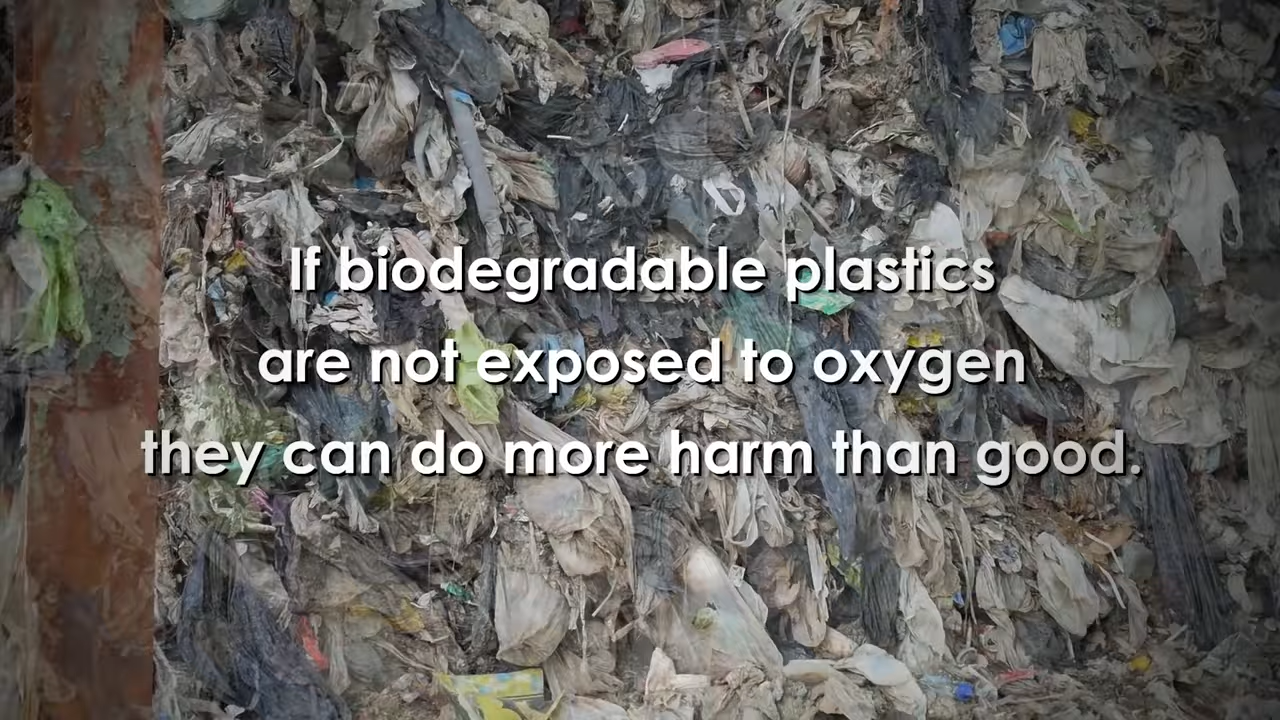 If biodegradable plastics
are not exposed to oxygen
they can do more harm than good.